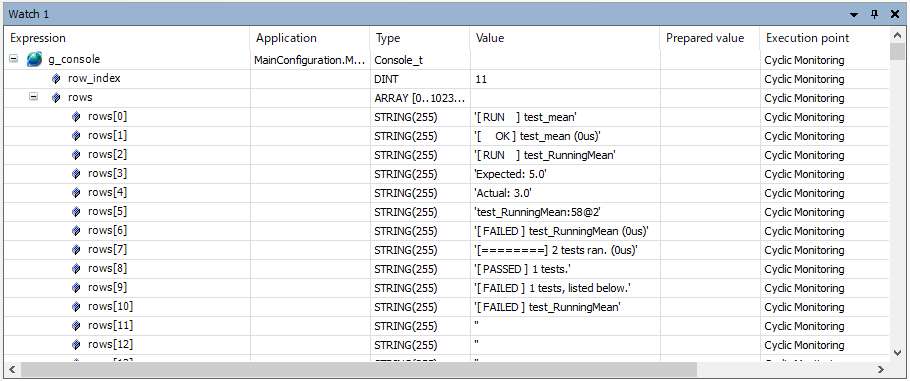 Watch 1
Expression Application Type Value Prepared value Execution point
g_console MainConfiguration.M... Console_t Cyclic Monitoring
row_index DINT 11 Cyclic Monitoring
rows ARRAY [0..1023... Cyclic Monitoring
rows[0] STRING(255) '[ RUN    ] test_mean' Cyclic Monitoring
rows[1] STRING(255) '[     OK ] test_mean (0us)' Cyclic Monitoring
rows[2] STRING(255) '[ RUN    ] test_RunningMean' Cyclic Monitoring
rows[3] STRING(255) 'Expected: 5.0' Cyclic Monitoring
rows[4] STRING(255) 'Actual: 3.0' Cyclic Monitoring
rows[5] STRING(255) 'test_RunningMean:58@2' Cyclic Monitoring
rows[6] STRING(255) '[ FAILED ] test_RunningMean (0us)' Cyclic Monitoring
rows[7] STRING(255) '[========] 2 tests ran. (0us)' Cyclic Monitoring
rows[8] STRING(255) '[ PASSED ] 1 tests.' Cyclic Monitoring
rows[9] STRING(255) '[ FAILED ] 1 tests, listed below.' Cyclic Monitoring
rows[10] STRING(255) '[ FAILED ] test_RunningMean' Cyclic Monitoring
rows[11] STRING(255) '' Cyclic Monitoring
rows[12] STRING(255) '' Cyclic Monitoring